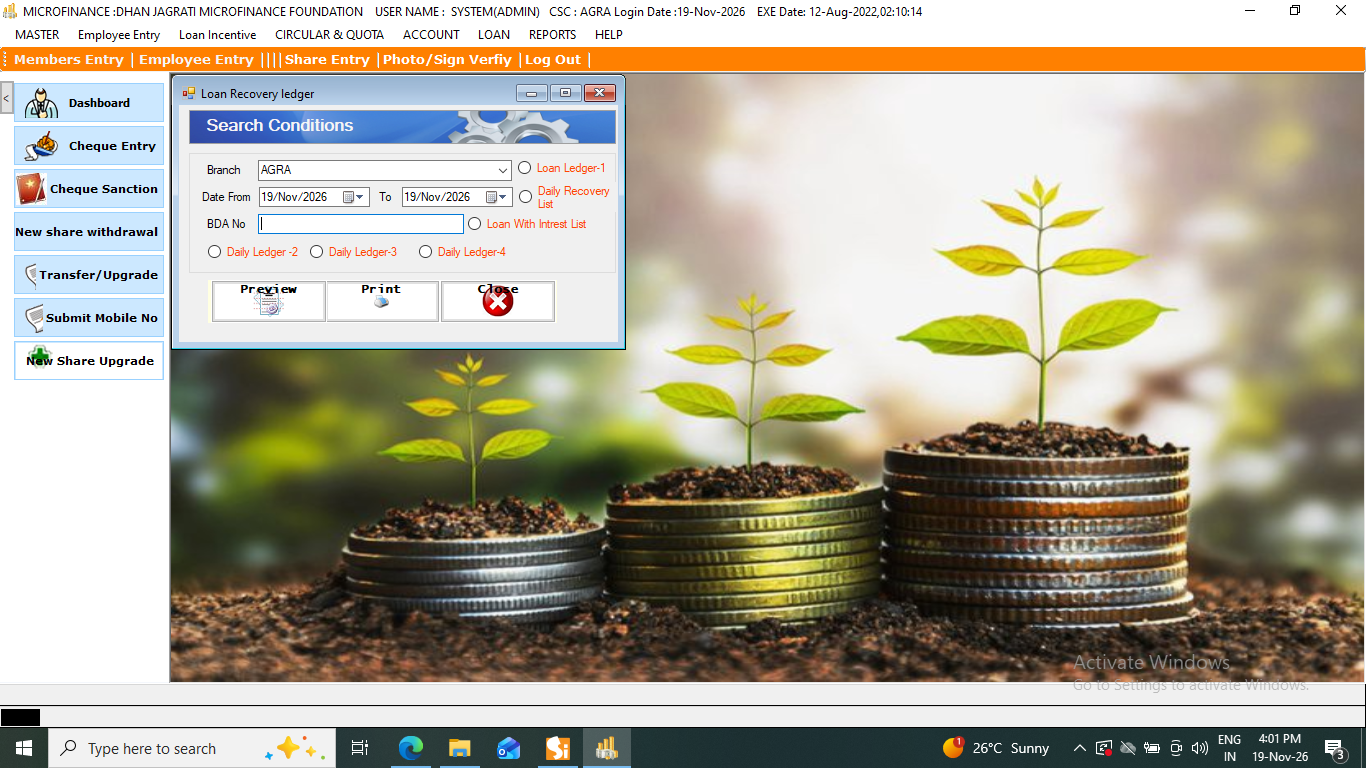 MICROFINANCE :DHAN JAGRATI MICROFINANCE FOUNDATION USER NAME : SYSTEM(ADMIN) CSC : AGRA Login Date :19-Nov-2026 EXE Date: 12-Aug-2022,02:10:14
MASTER Employee Entry Loan Incentive CIRCULAR & QUOTA ACCOUNT LOAN REPORTS HELP
Members Entry | Employee Entry |||| Share Entry | Photo/Sign Verfiy | Log Out |
<
Dashboard
Cheque Entry
Cheque Sanction
New share withdrawal
Transfer/Upgrade
Submit Mobile No
New Share Upgrade
Loan Recovery ledger
Search Conditions
Branch AGRA Loan Ledger-1
Date From 19/Nov/2026 To 19/Nov/2026 Daily Recovery List
BDA No Loan With Intrest List
Daily Ledger -2 Daily Ledger-3 Daily Ledger-4
Preview Print Close
Activate Windows
Go to Settings to activate Windows.
Type here to search
Si
1
26°C Sunny
ENG
IN
4:01 PM
19-Nov-26
3